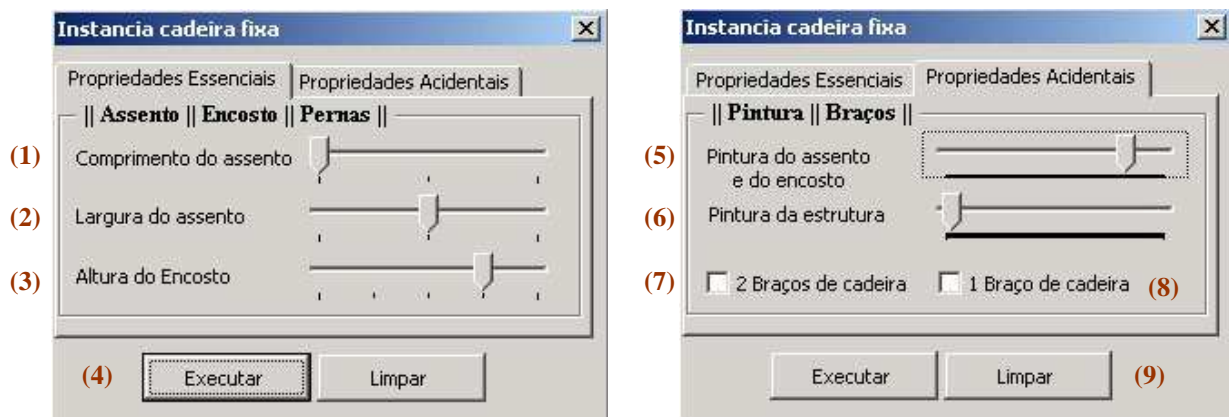 Instancia cadeira fixa
Propriedades Essenciais Propriedades Acidentais
|| Assento || Encosto || Pernas ||
(1) Comprimento do assento
(2) Largura do assento
(3) Altura do Encosto
(4) Executar Limpar
Instancia cadeira fixa
Propriedades Essenciais Propriedades Acidentais
|| Pintura || Braços ||
(5) Pintura do assento
e do encosto
(6) Pintura da estrutura
(7) 2 Braços de cadeira 1 Braço de cadeira (8)
Executar Limpar (9)